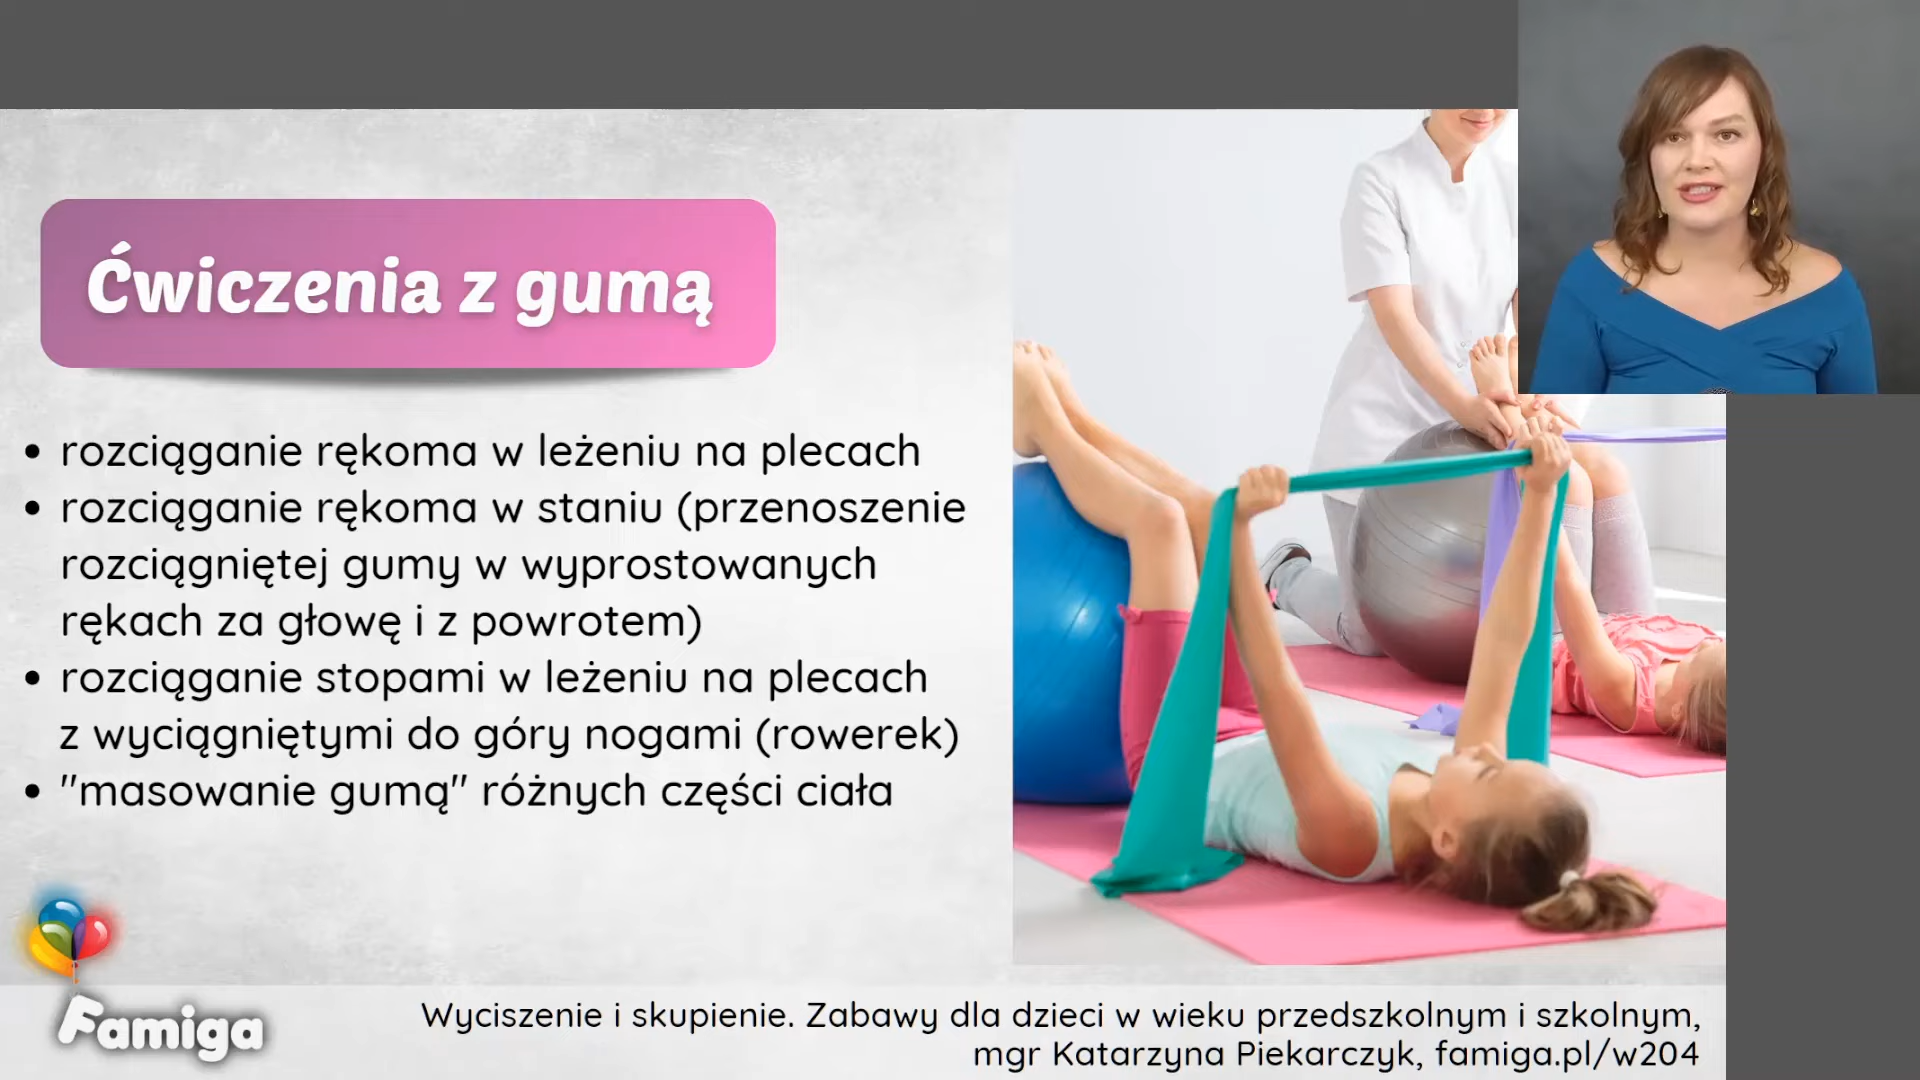 Ćwiczenia z gumą
• rozciąganie rękoma w leżeniu na plecach
• rozciąganie rękoma w staniu (przenoszenie
rozciągniętej gumy w wyprostowanych
rękach za głowę i z powrotem)
• rozciąganie stopami w leżeniu na plecach
z wyciągniętymi do góry nogami (rowerek)
• "masowanie gumą" różnych części ciała
Famiga
Wyciszenie i skupienie. Zabawy dla dzieci w wieku przedszkolnym i szkolnym,
mgr Katarzyna Piekarczyk, famiga.pl/w204